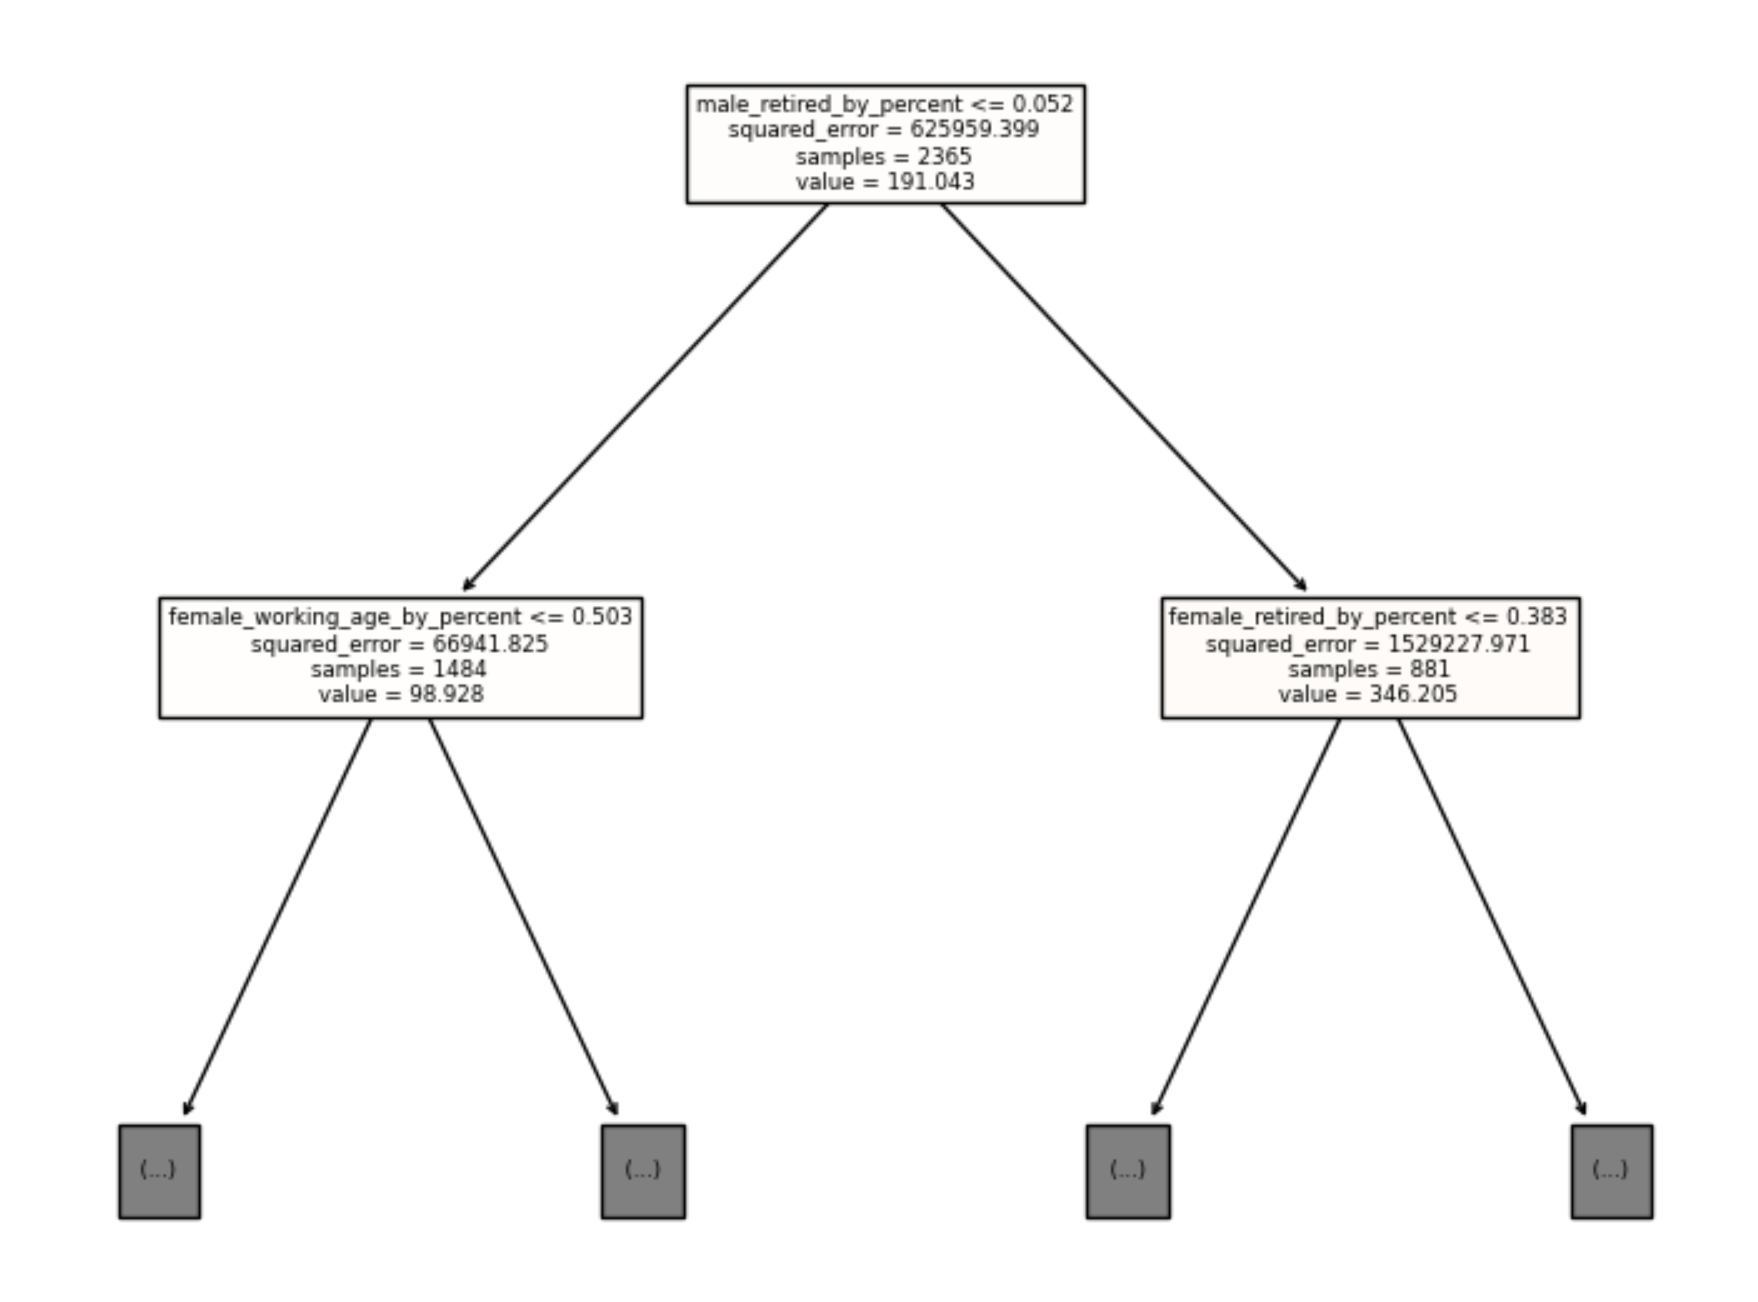 male_retired_by_percent <= 0.052
squared_error = 625959.399
samples = 2365
value = 191.043
female_working_age_by_percent <= 0.503
squared_error = 66941.825
samples = 1484
value = 98.928
female_retired_by_percent <= 0.383
squared_error = 1529227.971
samples = 881
value = 346.205
(...)
(...)
(...)
(...)